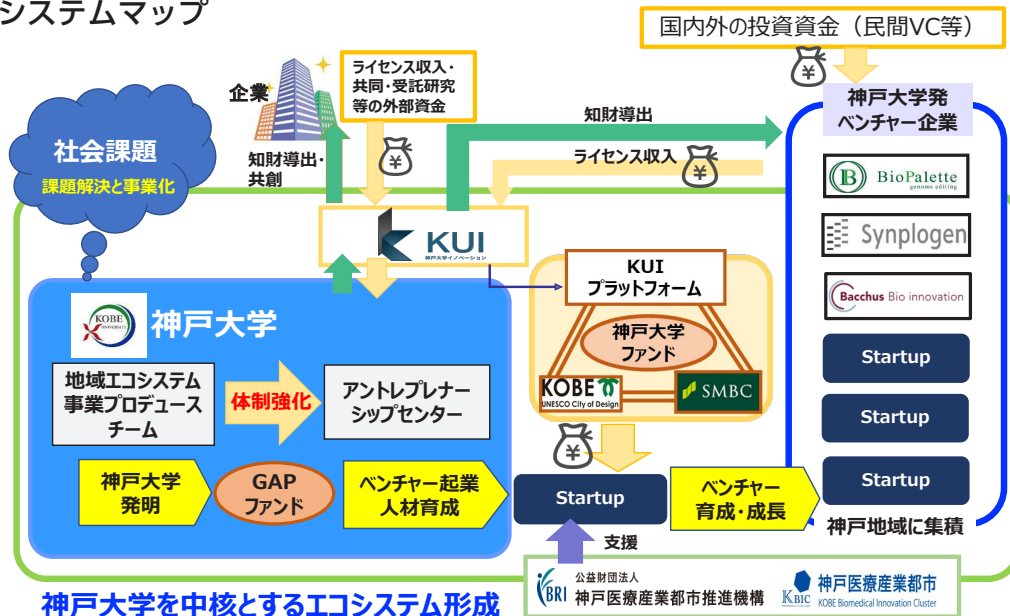 システムマップ
国内外の投資資金（民間VC等）
企業
ライセンス収入・
共同・受託研究
等の外部資金
知財導出・
共創
知財導出
ライセンス収入
神戸大学発
ベンチャー企業
社会課題
課題解決と事業化
KUI
神戸大学イノベーション
B
BioPalette
genome editing
Synplogen
Bacchus Bio innovation
Startup
Startup
Startup
神戸地域に集積
KUI
プラットフォーム
神戸大学
ファンド
KOBE
UNESCO City of Design
SMBC
KOBE
UNIVERSITY
神戸大学
地域エコシステム
事業プロデュース
チーム
体制強化
アントレプレナー
シップセンター
神戸大学
発明
GAP
ファンド
ベンチャー起業
人材育成
Startup
ベンチャー
育成・成長
支援
FBRI
公益財団法人
神戸医療産業都市推進機構
KBIC
神戸医療産業都市
KOBE Biomedical Innovation Cluster
神戸大学を中核とするエコシステム形成